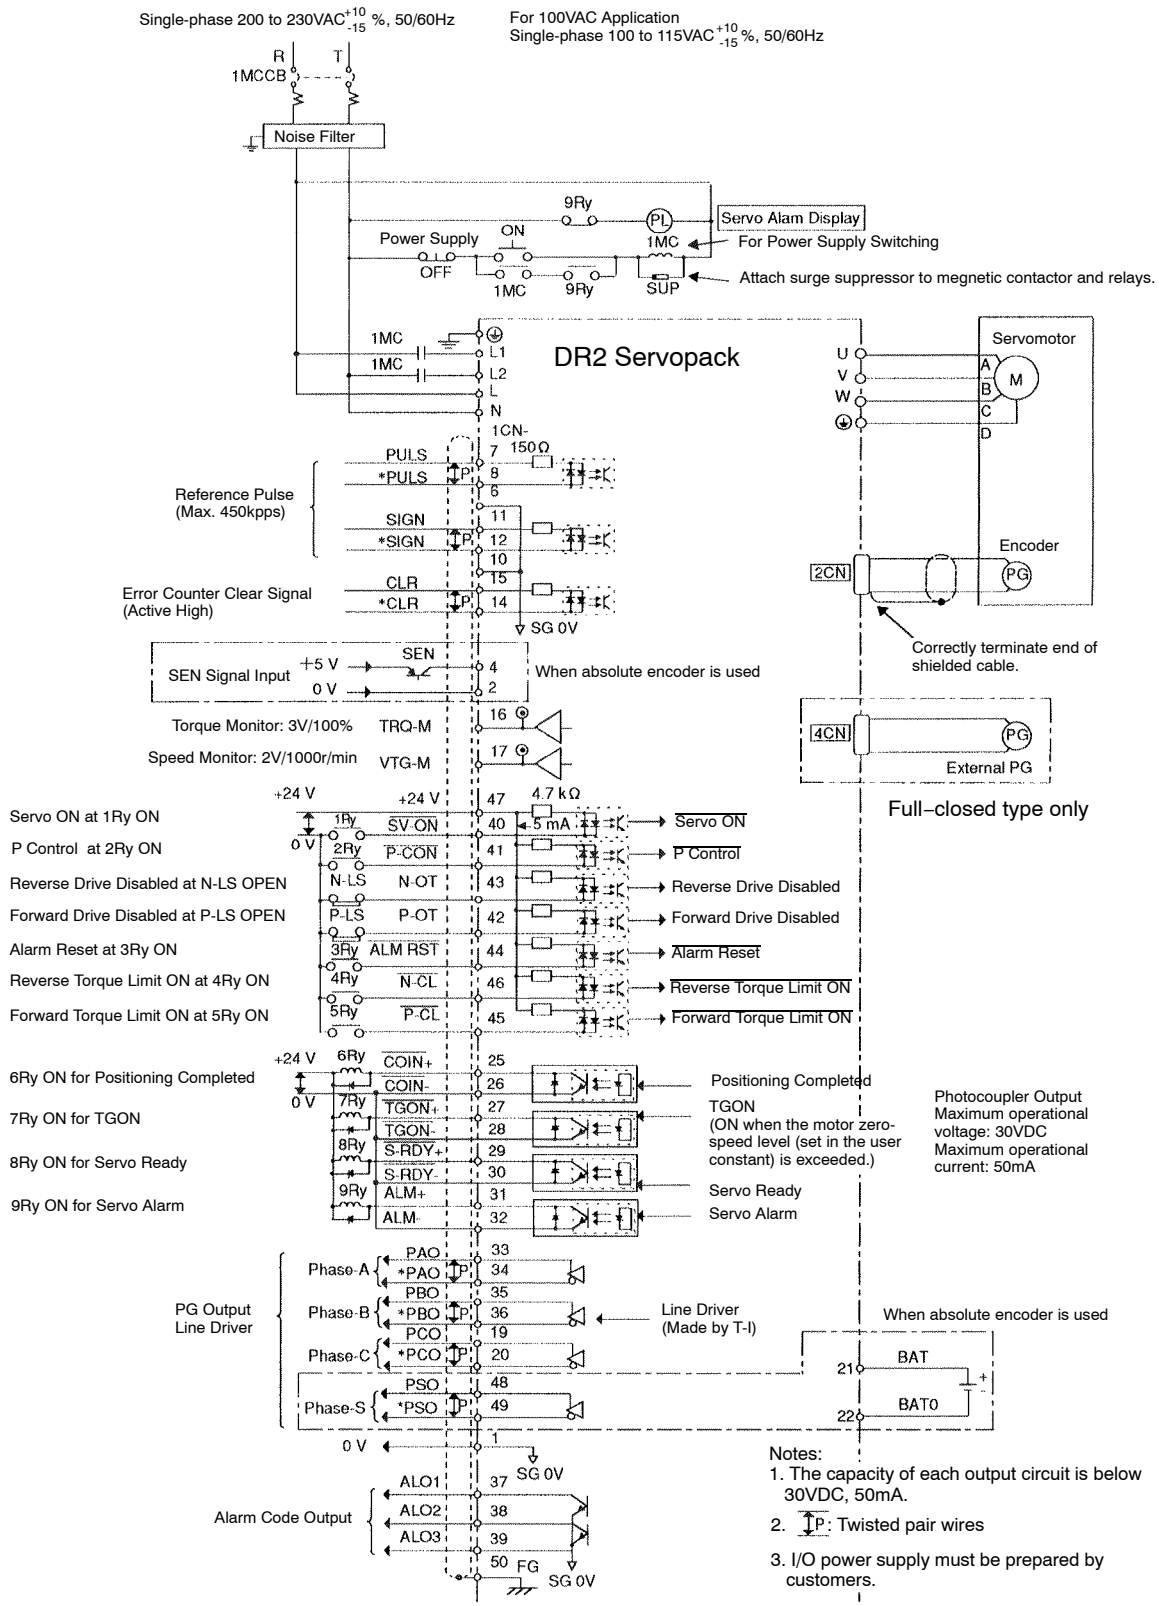 Single-phase 200 to 230VAC +10 -15 %, 50/60Hz
For 100VAC Application
Single-phase 100 to 115VAC +10 -15 %, 50/60Hz
R T
1MCCB
Noise Filter
9Ry
PL
Servo Alam Display
Power Supply
ON
1MC
For Power Supply Switching
OFF
1MC
9Ry
SUP
Attach surge suppressor to megnetic contactor and relays.
DR2 Servopack
1MC
L1
1MC
L2
L
N
U
V
W
Servomotor
A
B
C
D
M
1CN-
150Ω
PULS 7
*PULS P 8
6
Reference Pulse
(Max. 450kpps)
SIGN 11
*SIGN P 12
10
Error Counter Clear Signal
(Active High)
CLR 15
*CLR P 14
SG 0V
Encoder
2CN
PG
Correctly terminate end of
shielded cable.
SEN Signal Input
+5 V
SEN
4
0 V
2
When absolute encoder is used
Torque Monitor: 3V/100% TRQ-M 16
Speed Monitor: 2V/1000r/min VTG-M 17
4CN
PG
External PG
Full-closed type only
+24 V
+24 V 47 4.7 kΩ
Servo ON at 1Ry ON 0 V 1Ry SV-ON 40 5 mA Servo ON
P Control at 2Ry ON 2Ry P-CON 41 P Control
Reverse Drive Disabled at N-LS OPEN N-LS N-OT 43 Reverse Drive Disabled
Forward Drive Disabled at P-LS OPEN P-LS P-OT 42 Forward Drive Disabled
Alarm Reset at 3Ry ON 3Ry ALM RST 44 Alarm Reset
Reverse Torque Limit ON at 4Ry ON 4Ry N-CL 46 Reverse Torque Limit ON
Forward Torque Limit ON at 5Ry ON 5Ry P-CL 45 Forward Torque Limit ON
+24 V 6Ry COIN+ 25
6Ry ON for Positioning Completed COIN- 26 Positioning Completed
0 V
7Ry ON for TGON 7Ry TGON+ 27 TGON
TGON- 28
(ON when the motor zero-
speed level (set in the user
constant) is exceeded.)
8Ry ON for Servo Ready 8Ry S-RDY+ 29
S-RDY- 30 Servo Ready
9Ry ON for Servo Alarm 9Ry ALM+ 31
ALM- 32 Servo Alarm
Photocoupler Output
Maximum operational
voltage: 30VDC
Maximum operational
current: 50mA
PG Output
Line Driver
Phase-A PAO 33
*PAO P 34
Phase-B PBO 35
*PBO P 36
Phase-C PCO 19
*PCO P 20
Line Driver
(Made by T-I)
Phase-S PSO 48
*PSO P 49
When absolute encoder is used
21 BAT
+
22 BAT0
0 V 1
SG 0V
Alarm Code Output
ALO1 37
ALO2 38
ALO3 39
50 FG
SG 0V
Notes:
1. The capacity of each output circuit is below
30VDC, 50mA.
2. P: Twisted pair wires
3. I/O power supply must be prepared by
customers.